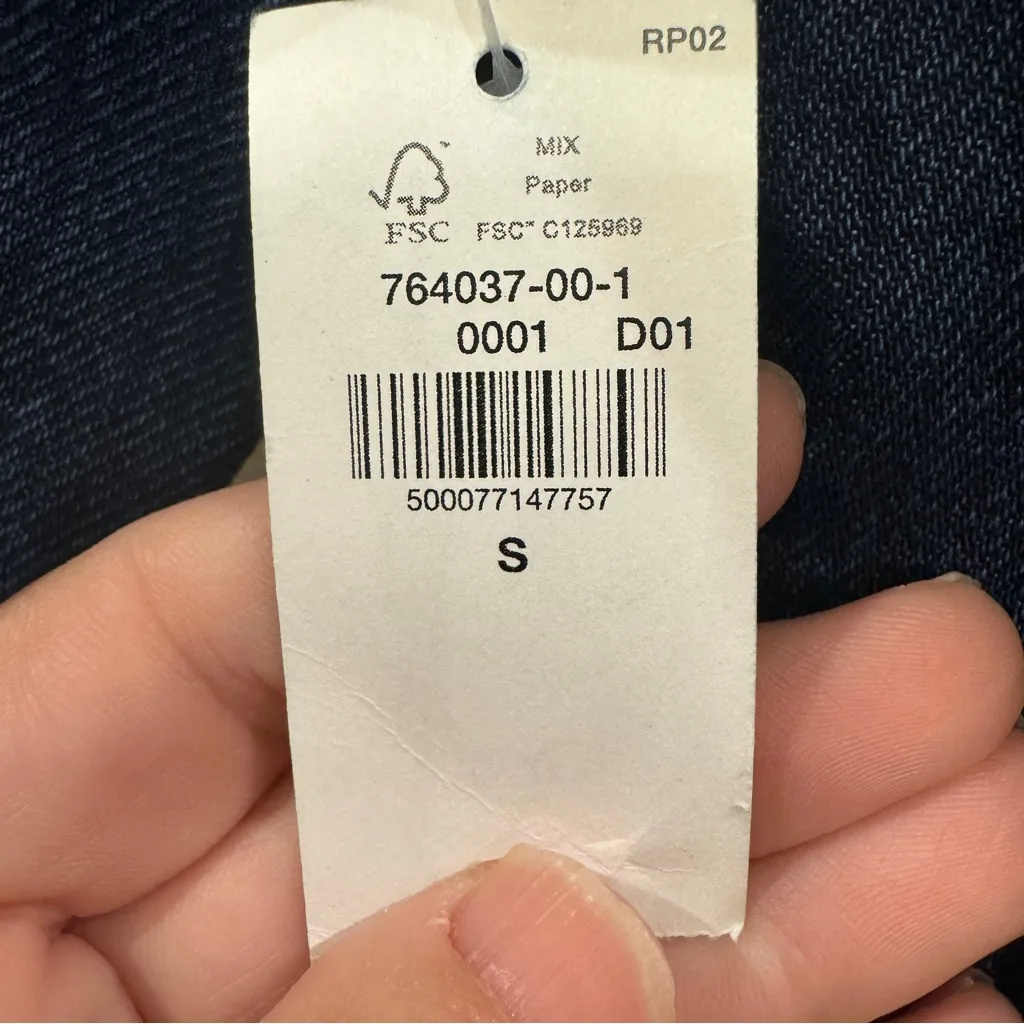 RP02
MIX
Paper
FSC™ C125969
FSC
764037-00-1
0001 D01
500077147757
S